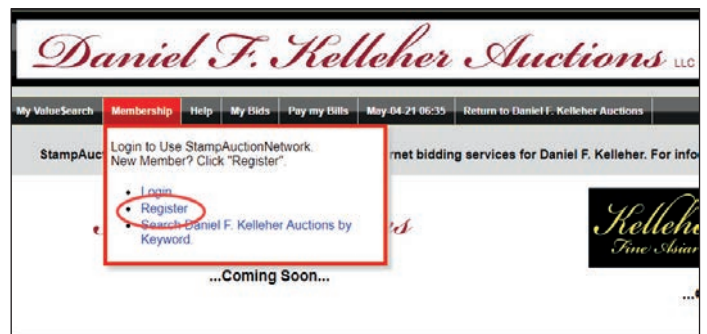 Daniel F. Kelleher Auctions LLC
My Value$earch Membership Help My Bids Pay my Bills May-04-21 06:35 Return to Daniel F. Kelleher Auctions
Login to Use StampAuctionNetwork.
New Member? Click "Register".
StampAuc rnet bidding services for Daniel F. Kelleher. For info
• Login
• Register
• Search Daniel F. Kelleher Auctions by
Keyword.
Kellehe
Fine Asian
...Coming Soon...